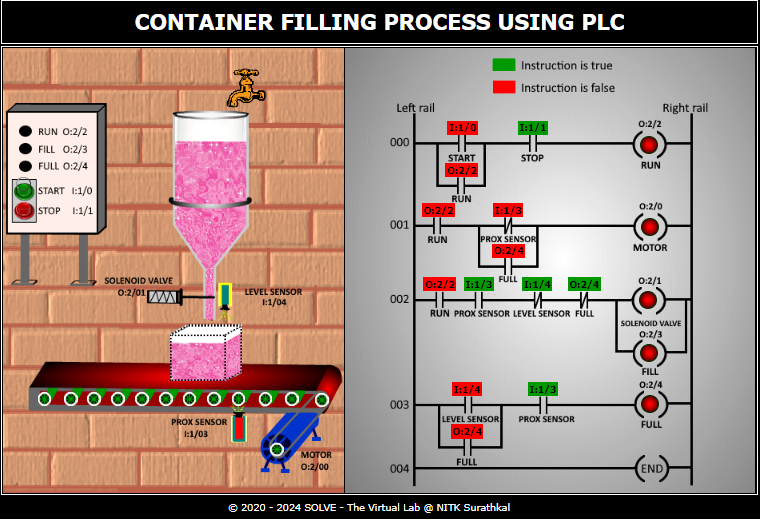 CONTAINER FILLING PROCESS USING PLC
RUN O:2/2
FILL O:2/3
FULL O:2/4
START I:1/0
STOP I:1/1
SOLENOID VALVE
O:2/01
LEVEL SENSOR
I:1/04
PROX SENSOR
I:1/03
MOTOR
O:2/00
Instruction is true
Instruction is false
Left rail
Right rail
000
I:1/0
START
I:1/1
STOP
O:2/2
RUN
O:2/2
RUN
001
O:2/2
RUN
I:1/3
PROX SENSOR
O:2/4
FULL
O:2/0
MOTOR
002
O:2/2
RUN
I:1/3
PROX SENSOR
I:1/4
LEVEL SENSOR
O:2/4
FULL
O:2/1
SOLENOID VALVE
O:2/3
FILL
003
I:1/4
LEVEL SENSOR
I:1/3
PROX SENSOR
O:2/4
FULL
O:2/4
FULL
004
END
© 2020 - 2024 SOLVE - The Virtual Lab @ NITK Surathkal